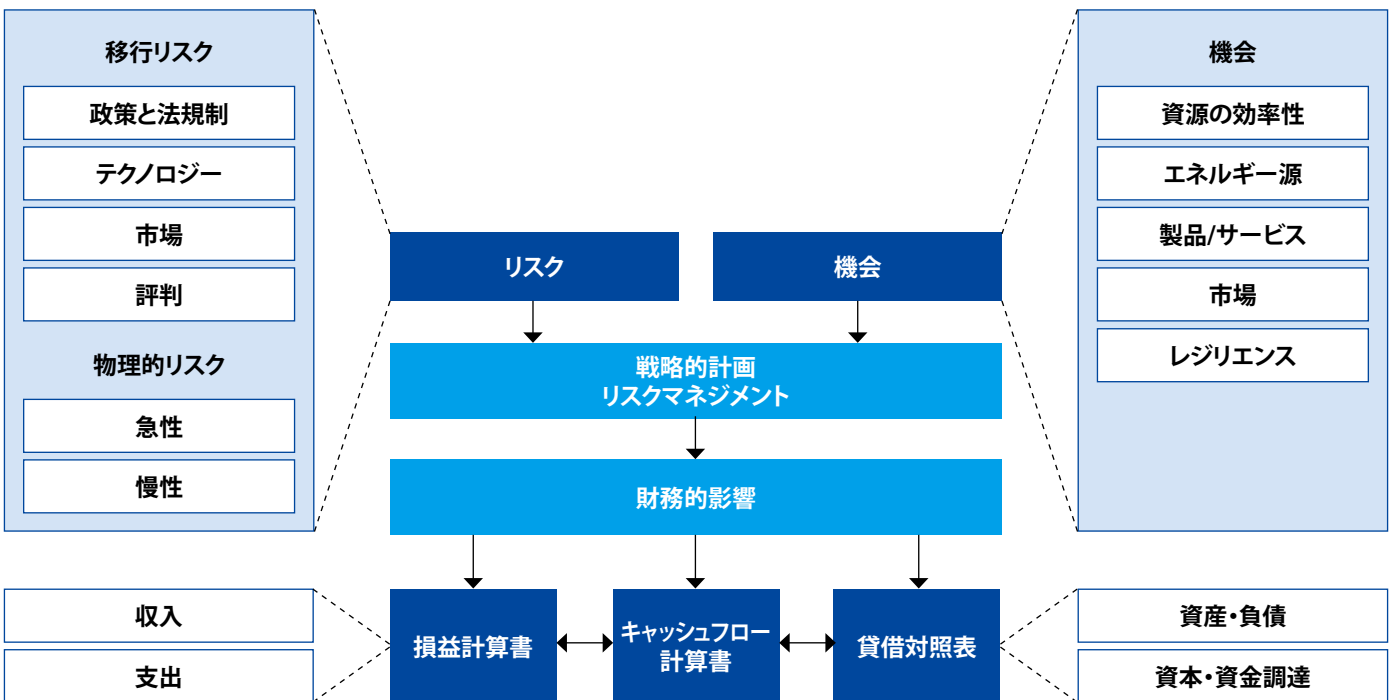 移行リスク
政策と法規制
テクノロジー
市場
評判
物理的リスク
急性
慢性
機会
資源の効率性
エネルギー源
製品/サービス
市場
レジリエンス
リスク
機会
戦略的計画
リスクマネジメント
財務的影響
収入
支出
損益計算書
キャッシュフロー
計算書
貸借対照表
資産・負債
資本・資金調達